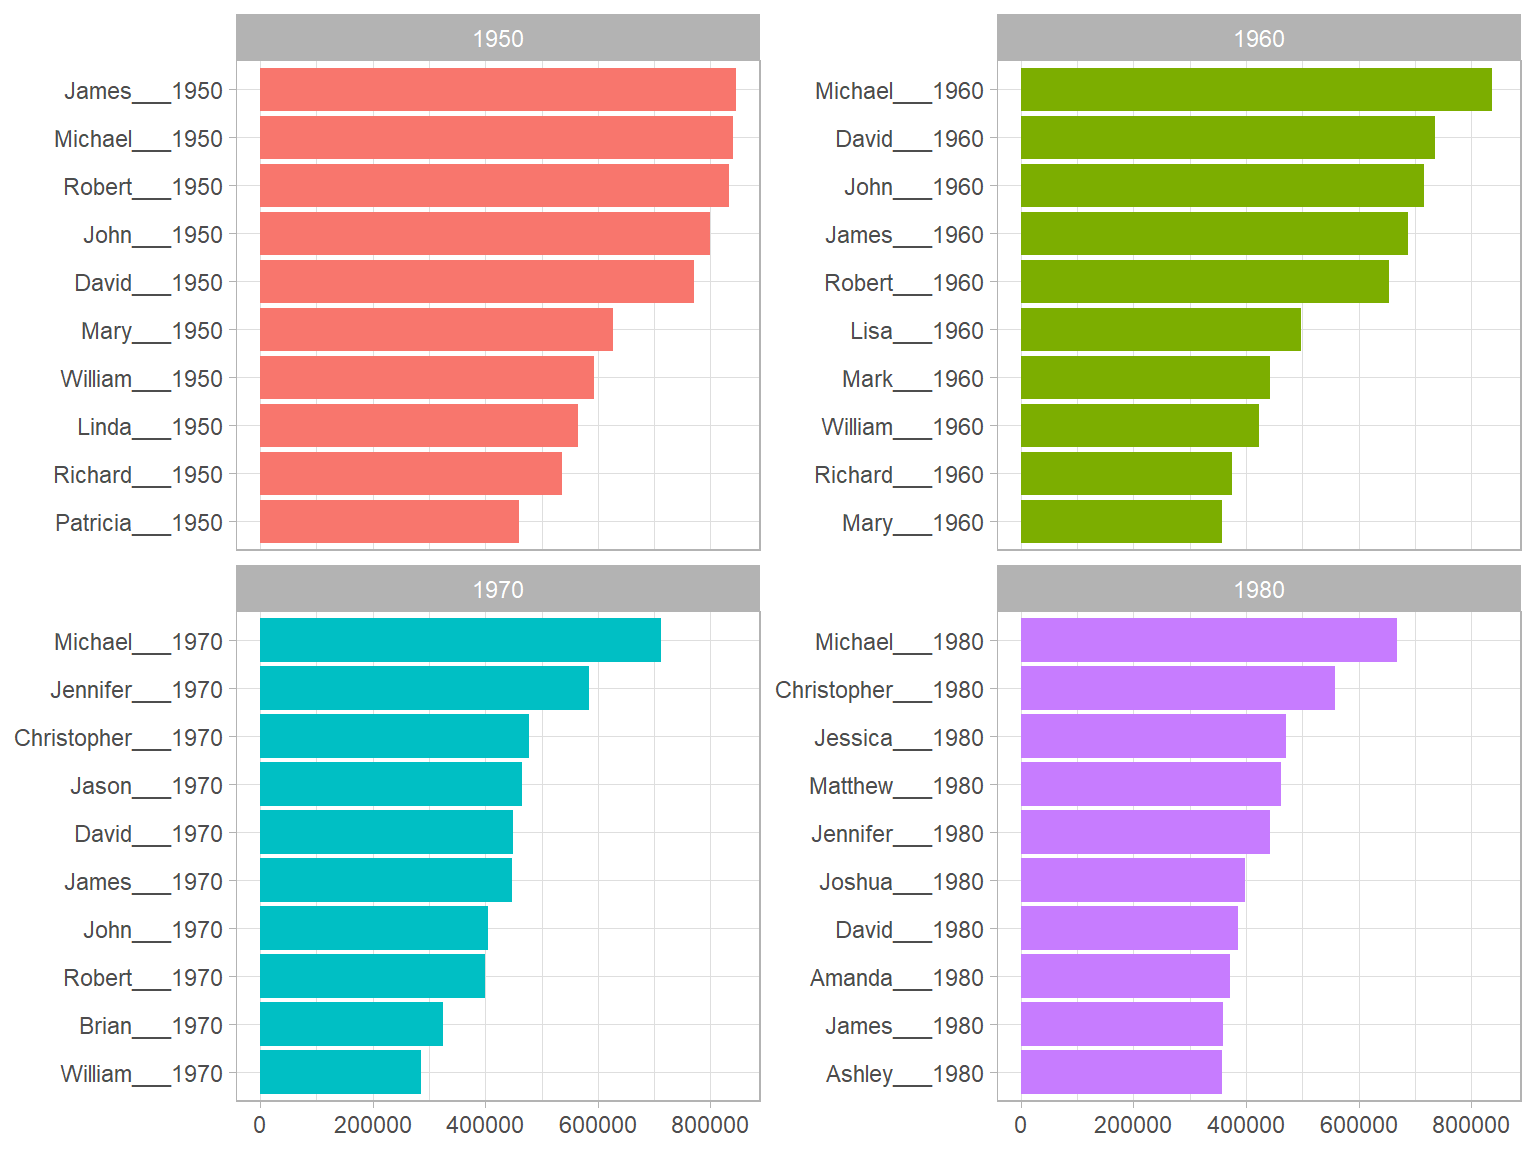 1950
James___1950
Michael___1950
Robert___1950
John___1950
David___1950
Mary___1950
William___1950
Linda___1950
Richard___1950
Patricia___1950
1960
Michael___1960
David___1960
John___1960
James___1960
Robert___1960
Lisa___1960
Mark___1960
William___1960
Richard___1960
Mary___1960
1970
Michael___1970
Jennifer___1970
Christopher___1970
Jason___1970
David___1970
James___1970
John___1970
Robert___1970
Brian___1970
William___1970
0 200000 400000 600000 800000
1980
Michael___1980
Christopher___1980
Jessica___1980
Matthew___1980
Jennifer___1980
Joshua___1980
David___1980
Amanda___1980
James___1980
Ashley___1980
0 200000 400000 600000 800000